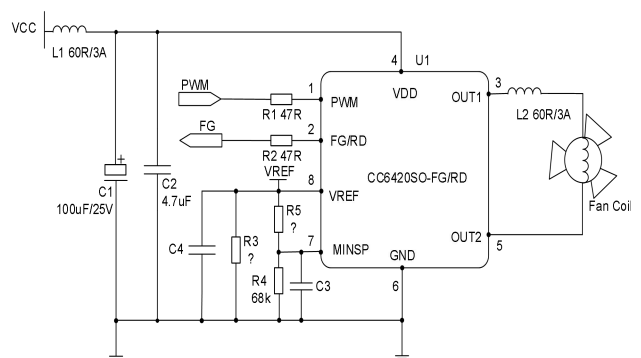 VCC
L1 60R/3A
4
U1
PWM
1
R1 47R
PWM
VDD
OUT1
3
L2 60R/3A
FG
2
R2 47R
FG/RD
VREF
8
VREF
CC6420SO-FG/RD
C1
100uF/25V
C2
4.7uF
R5
?
Fan Coil
C4
R3
?
7
MINSP
GND
OUT2
5
R4
68k
C3
6